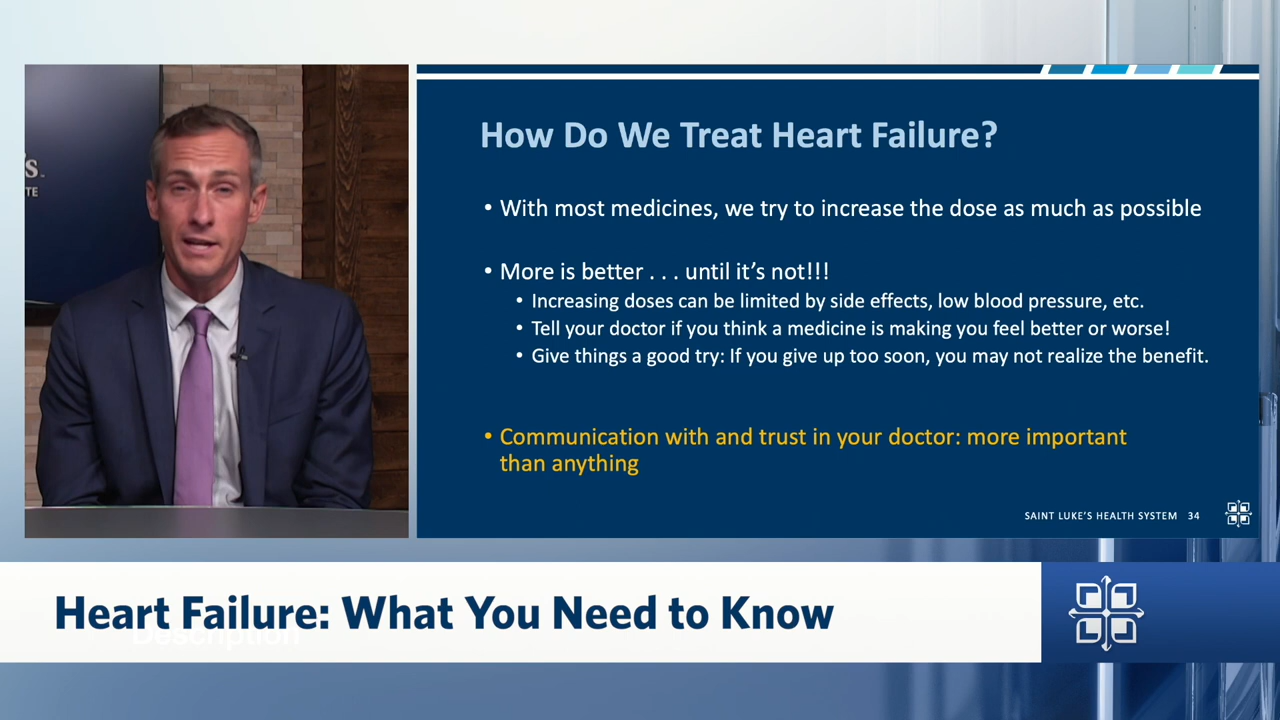 s
TE
How Do We Treat Heart Failure?
• With most medicines, we try to increase the dose as much as possible
• More is better . . . until it’s not!!!
• Increasing doses can be limited by side effects, low blood pressure, etc.
• Tell your doctor if you think a medicine is making you feel better or worse!
• Give things a good try: If you give up too soon, you may not realize the benefit.
• Communication with and trust in your doctor: more important
than anything
SAINT LUKE’S HEALTH SYSTEM 34
Heart Failure: What You Need to Know
Description